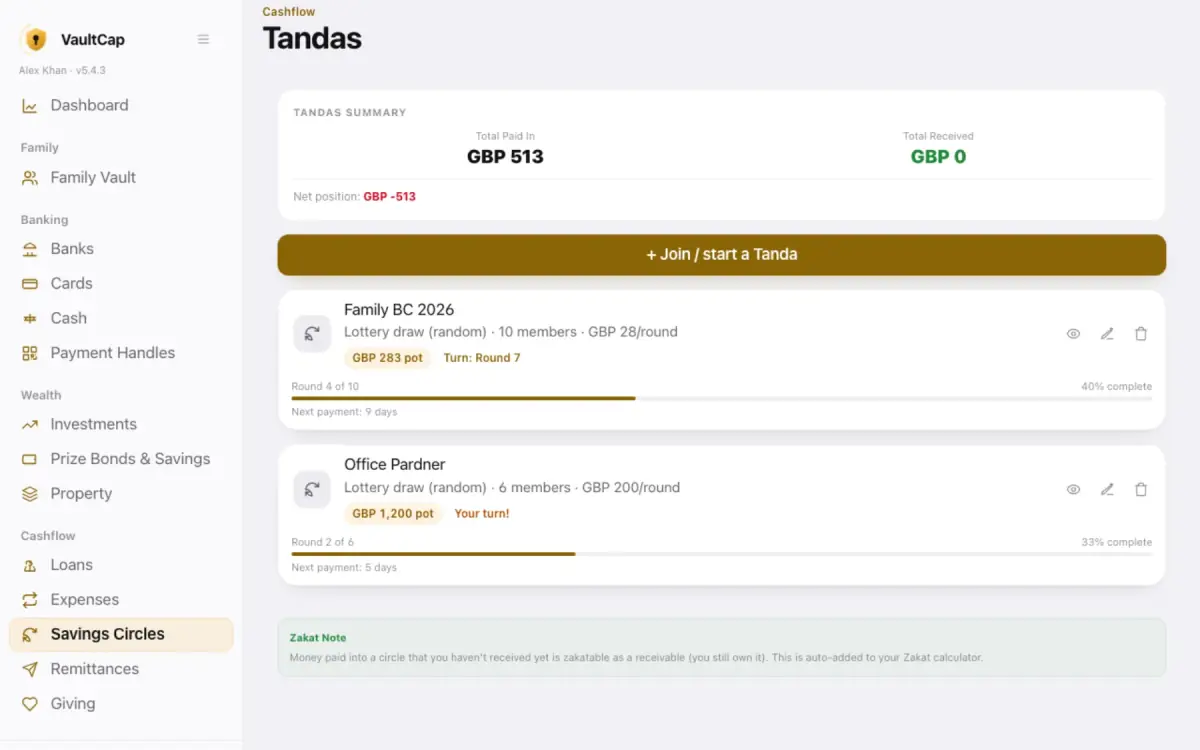 VaultCap
Alex Khan · v5.4.3
Dashboard
Family
Family Vault
Banking
Banks
Cards
Cash
Payment Handles
Wealth
Investments
Prize Bonds & Savings
Property
Cashflow
Loans
Expenses
Savings Circles
Remittances
Giving
Cashflow
Tandas
TANDAS SUMMARY
Total Paid In
GBP 513
Total Received
GBP 0
Net position: GBP -513
+ Join / start a Tanda
Family BC 2026
Lottery draw (random) · 10 members · GBP 28/round
GBP 283 pot Turn: Round 7
Round 4 of 10 40% complete
Next payment: 9 days
Office Pardner
Lottery draw (random) · 6 members · GBP 200/round
GBP 1,200 pot Your turn!
Round 2 of 6 33% complete
Next payment: 5 days
Zakat Note
Money paid into a circle that you haven't received yet is zakatable as a receivable (you still own it). This is auto-added to your Zakat calculator.